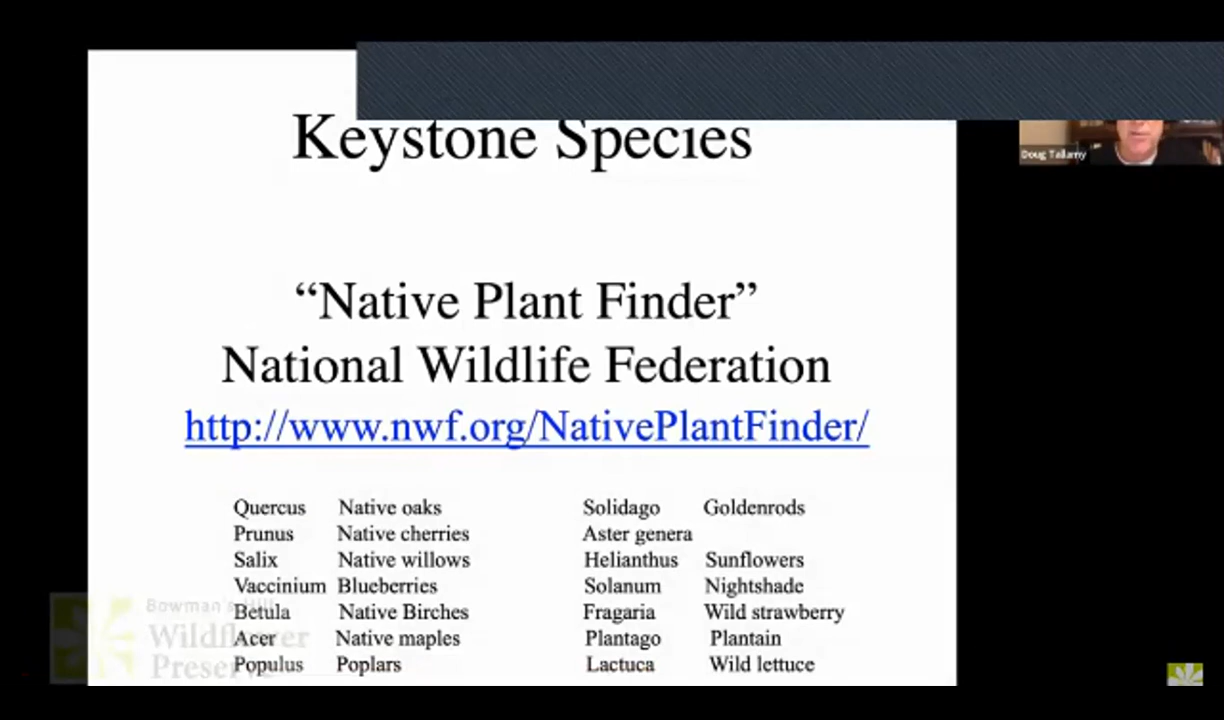 Keystone Species
Doug Tallamy
“Native Plant Finder”
National Wildlife Federation
http://www.nwf.org/NativePlantFinder/
Quercus Native oaks Solidago Goldenrods
Prunus Native cherries Aster genera
Salix Native willows Helianthus Sunflowers
Vaccinium Blueberries Solanum Nightshade
Betula Native Birches Fragaria Wild strawberry
Acer Native maples Plantago Plantain
Populus Poplars Lactuca Wild lettuce
Bowman's Hill
Wildflower
Preserve